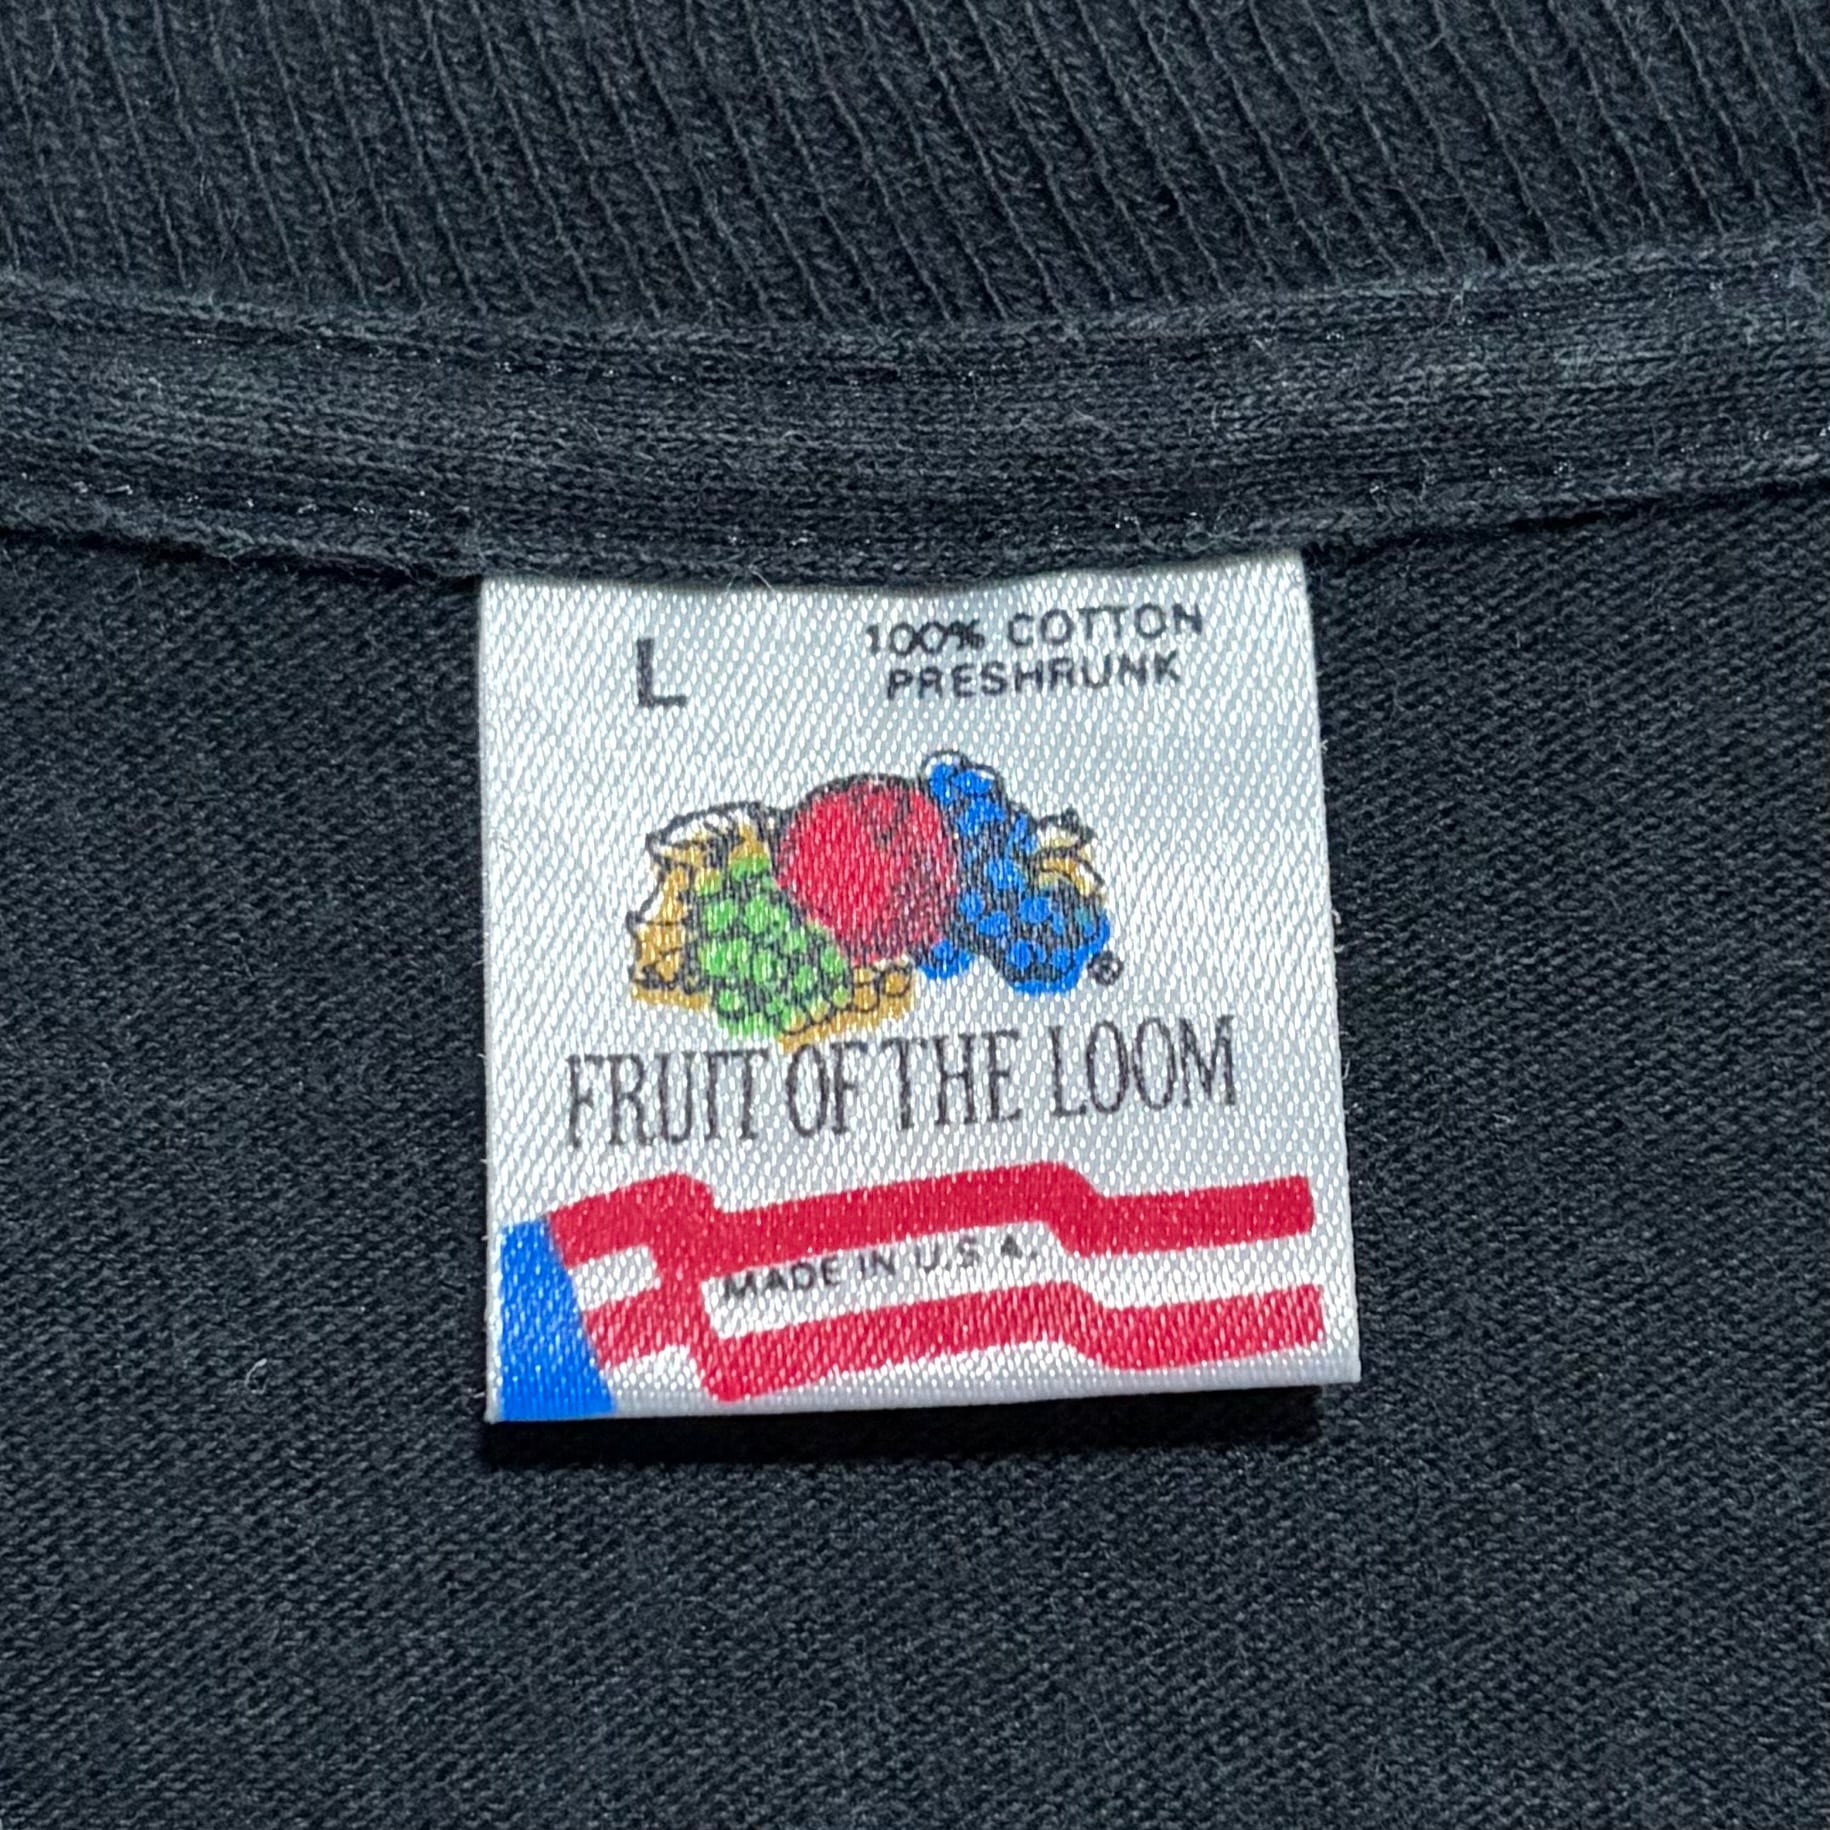 L
100% COTTON
PRESHRUNK
®
FRUIT OF THE LOOM
MADE IN U.S.A.